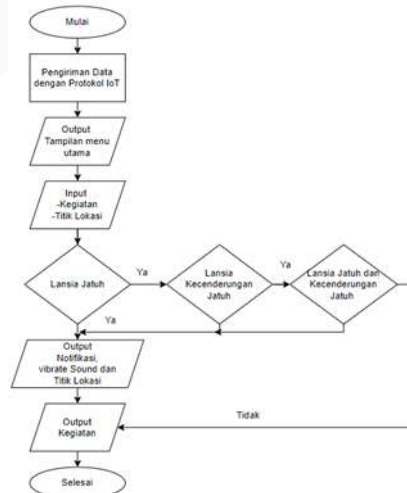 Mulai
Pengiriman Data
dengan Protokol IoT
Output
Tampilan menu
utama
Input
-Kegiatan
-Titik Lokasi
Lansia Jatuh
Ya
Lansia
Kecenderungan
Jatuh
Ya
Lansia Jatuh dan
Kecenderungan
Jatuh
Ya
Output
Notifikasi,
vibrate Sound dan
Titik Lokasi
Tidak
Output
Kegiatan
Selesai